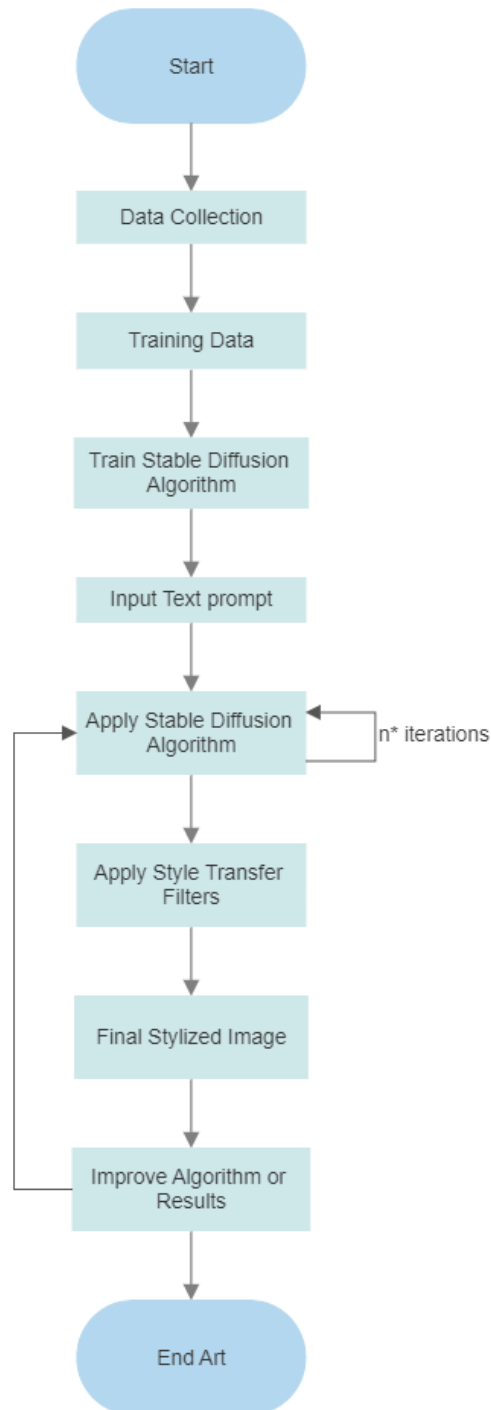 Start
Data Collection
Training Data
Train Stable Diffusion
Algorithm
Input Text prompt
Apply Stable Diffusion
Algorithm
n* iterations
Apply Style Transfer
Filters
Final Stylized Image
Improve Algorithm or
Results
End Art